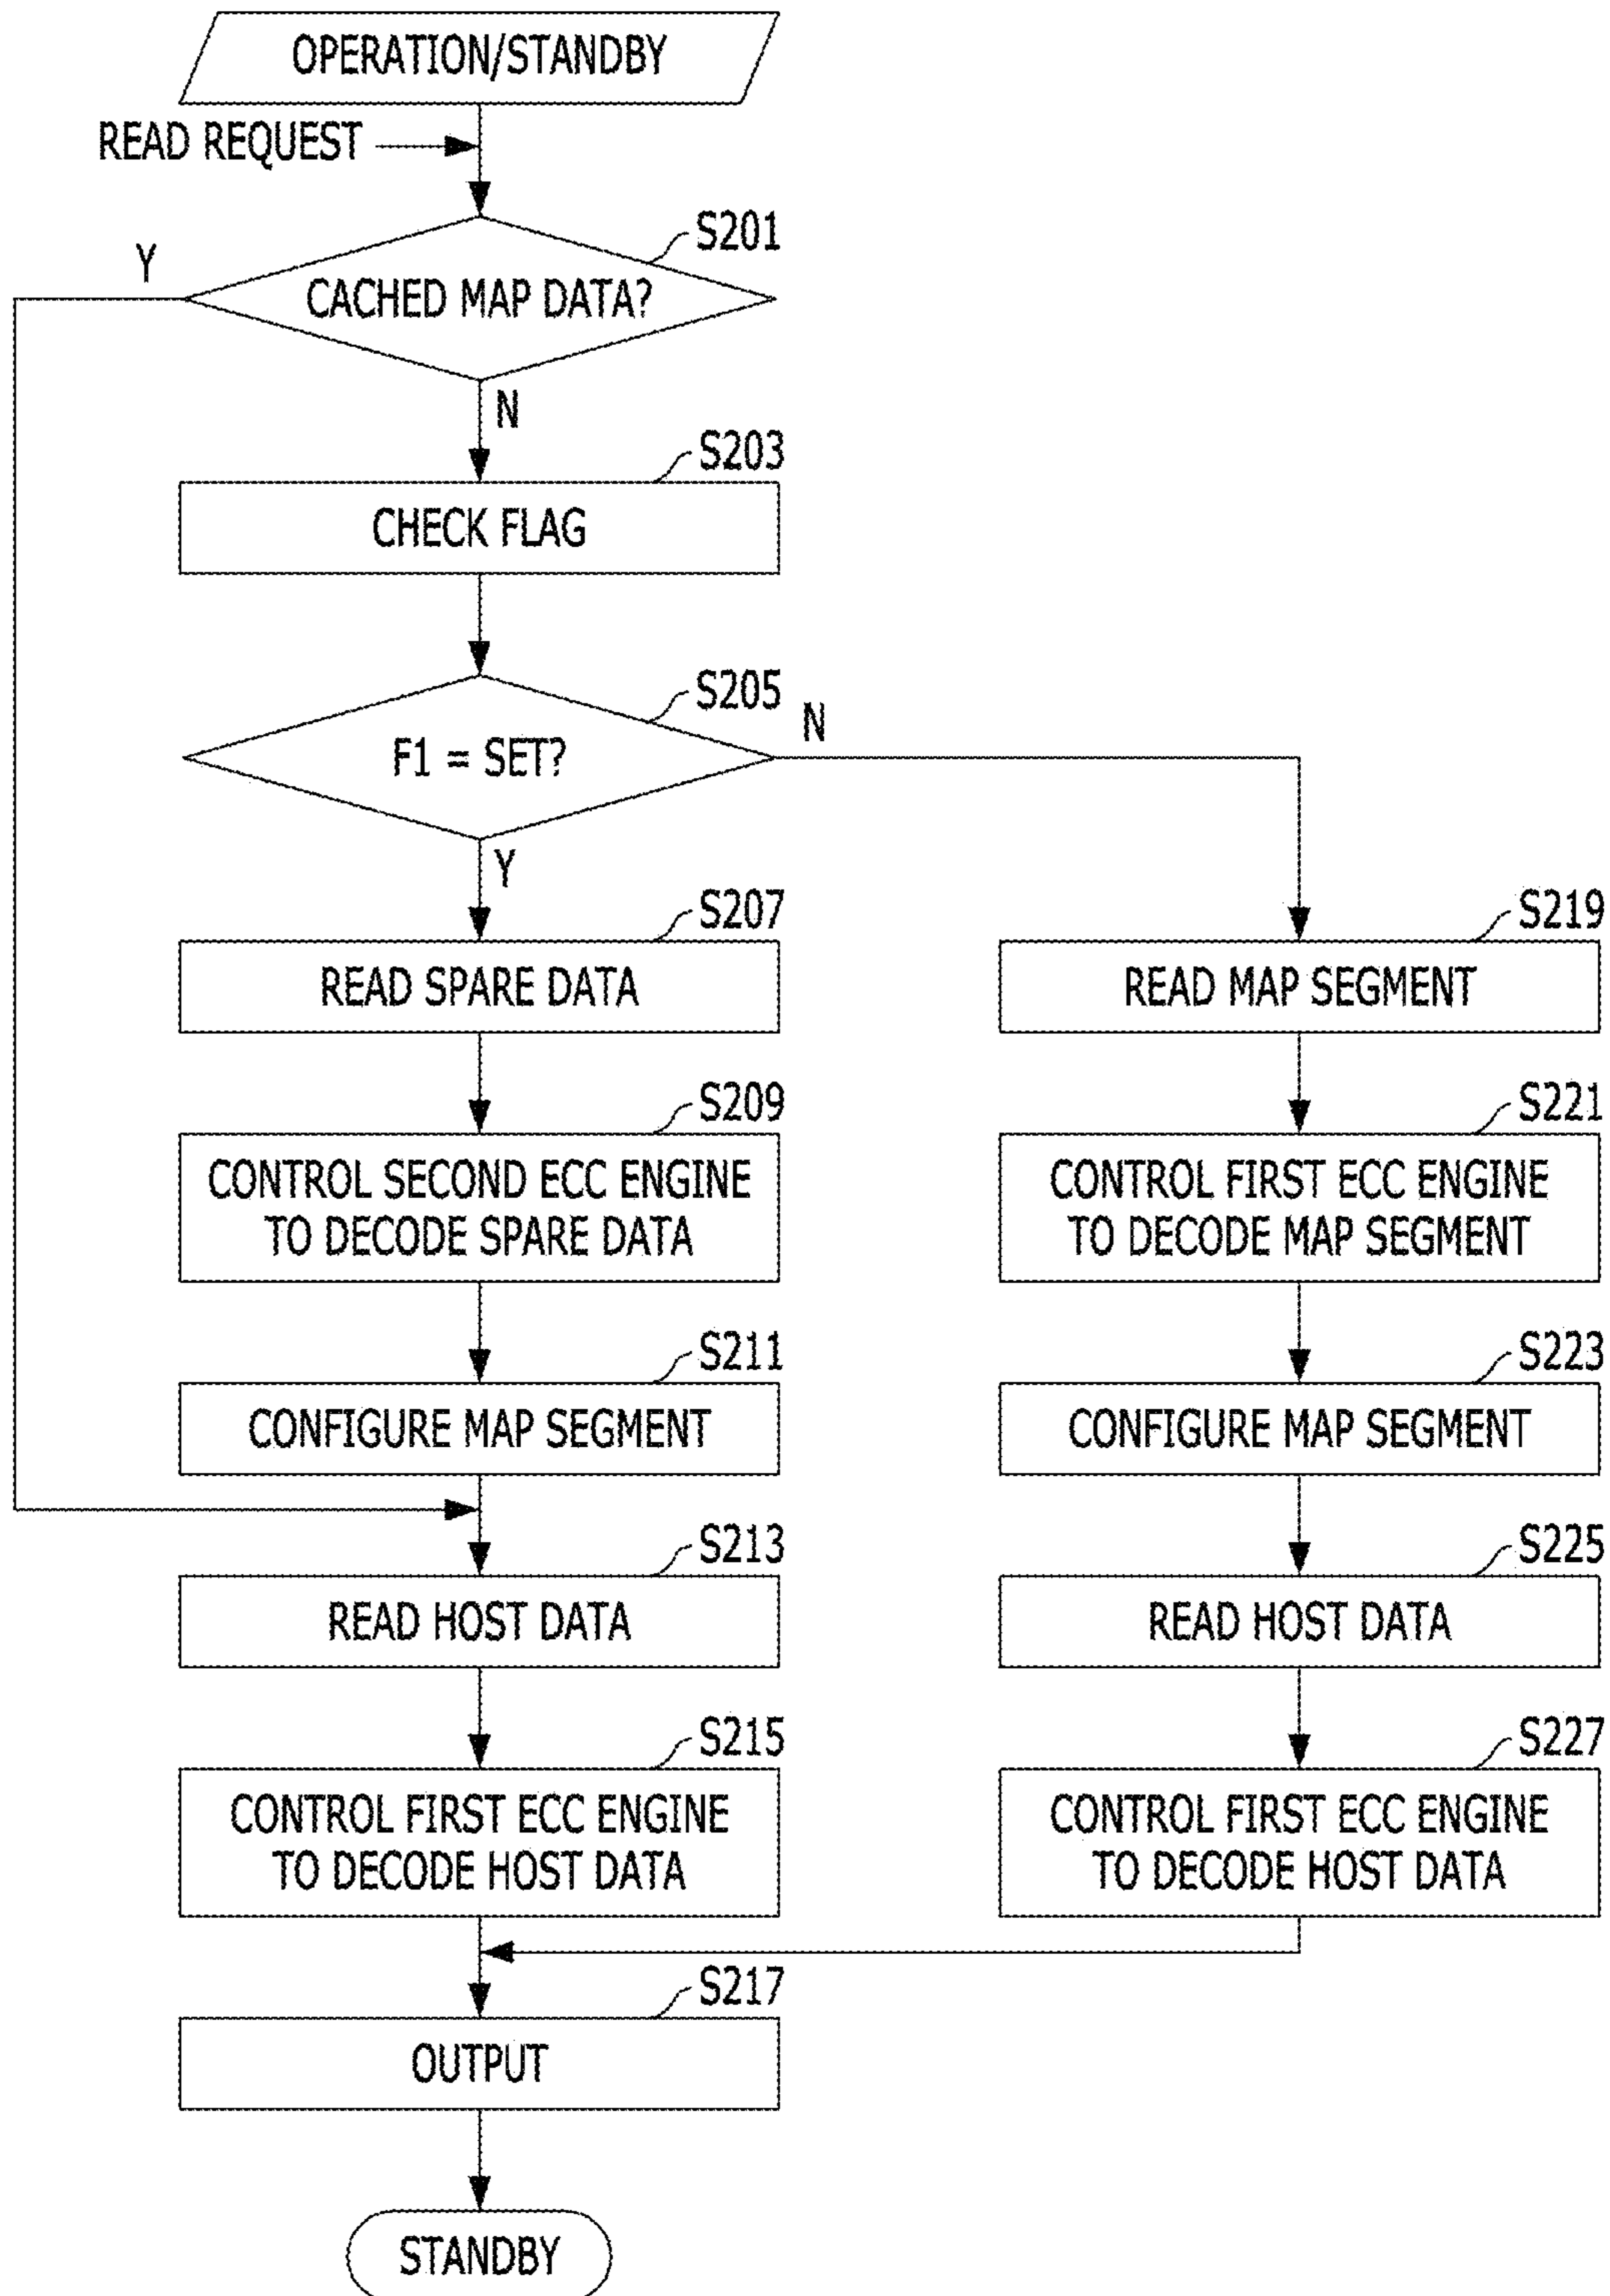 OPERATION/STANDBY
READ REQUEST
S201
Y
CACHED MAP DATA?
N
S203
CHECK FLAG
S205
N
F1 = SET?
Y
S207
READ SPARE DATA
S219
READ MAP SEGMENT
S209
CONTROL SECOND ECC ENGINE
TO DECODE SPARE DATA
S221
CONTROL FIRST ECC ENGINE
TO DECODE MAP SEGMENT
S211
CONFIGURE MAP SEGMENT
S223
CONFIGURE MAP SEGMENT
S213
READ HOST DATA
S225
READ HOST DATA
S215
CONTROL FIRST ECC ENGINE
TO DECODE HOST DATA
S227
CONTROL FIRST ECC ENGINE
TO DECODE HOST DATA
S217
OUTPUT
STANDBY